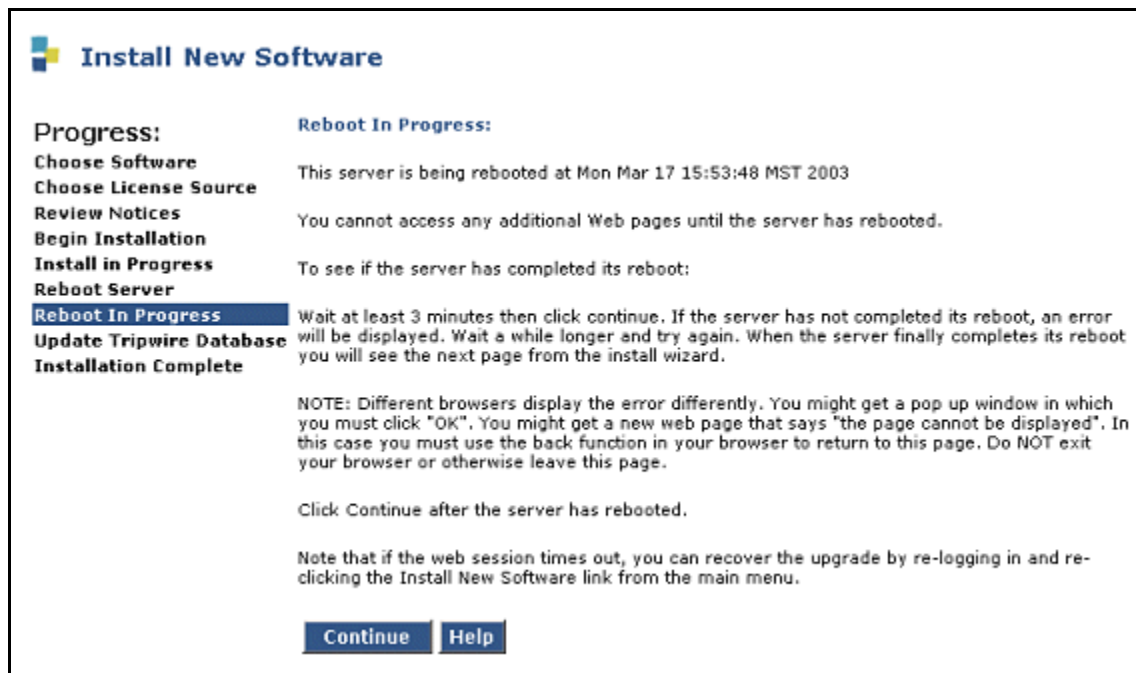 Install New Software
Progress:
Choose Software
Choose License Source
Review Notices
Begin Installation
Install in Progress
Reboot Server
Reboot In Progress
Update Tripwire Database
Installation Complete
Reboot In Progress:
This server is being rebooted at Mon Mar 17 15:53:48 MST 2003
You cannot access any additional Web pages until the server has rebooted.
To see if the server has completed its reboot:
Wait at least 3 minutes then click continue. If the server has not completed its reboot, an error
will be displayed. Wait a while longer and try again. When the server finally completes its reboot
you will see the next page from the install wizard.
NOTE: Different browsers display the error differently. You might get a pop up window in which
you must click "OK". You might get a new web page that says "the page cannot be displayed". In
this case you must use the back function in your browser to return to this page. Do NOT exit
your browser or otherwise leave this page.
Click Continue after the server has rebooted.
Note that if the web session times out, you can recover the upgrade by re-logging in and re-
clicking the Install New Software link from the main menu.
Continue
Help